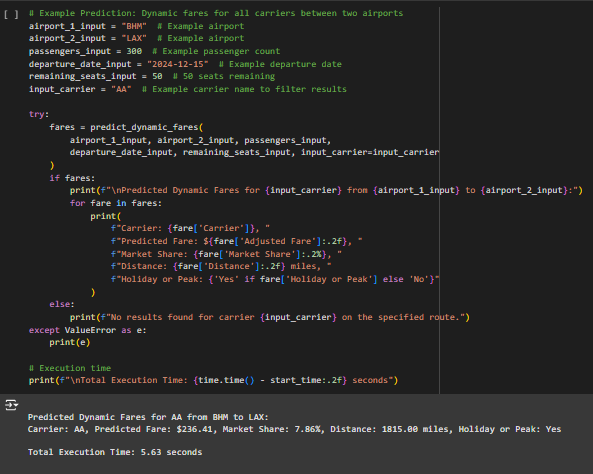 [ ] # Example Prediction: Dynamic fares for all carriers between two airports
airport_1_input = "BHM"  # Example airport
airport_2_input = "LAX"  # Example airport
passengers_input = 300  # Example passenger count
departure_date_input = "2024-12-15"  # Example departure date
remaining_seats_input = 50  # 50 seats remaining
input_carrier = "AA"  # Example carrier name to filter results

try:
    fares = predict_dynamic_fares(
        airport_1_input, airport_2_input, passengers_input,
        departure_date_input, remaining_seats_input, input_carrier=input_carrier
    )
    if fares:
        print(f"\nPredicted Dynamic Fares for {input_carrier} from {airport_1_input} to {airport_2_input}:")
        for fare in fares:
            print(
                f"Carrier: {fare['Carrier']}, "
                f"Predicted Fare: ${fare['Adjusted Fare']:.2f}, "
                f"Market Share: {fare['Market Share']:.2%}, "
                f"Distance: {fare['Distance']:.2f} miles, "
                f"Holiday or Peak: {'Yes' if fare['Holiday or Peak'] else 'No'}"
            )
    else:
        print(f"No results found for carrier {input_carrier} on the specified route.")
except ValueError as e:
    print(e)

# Execution time
print(f"\nTotal Execution Time: {time.time() - start_time:.2f} seconds")

Predicted Dynamic Fares for AA from BHM to LAX:
Carrier: AA, Predicted Fare: $236.41, Market Share: 7.86%, Distance: 1815.00 miles, Holiday or Peak: Yes

Total Execution Time: 5.63 seconds